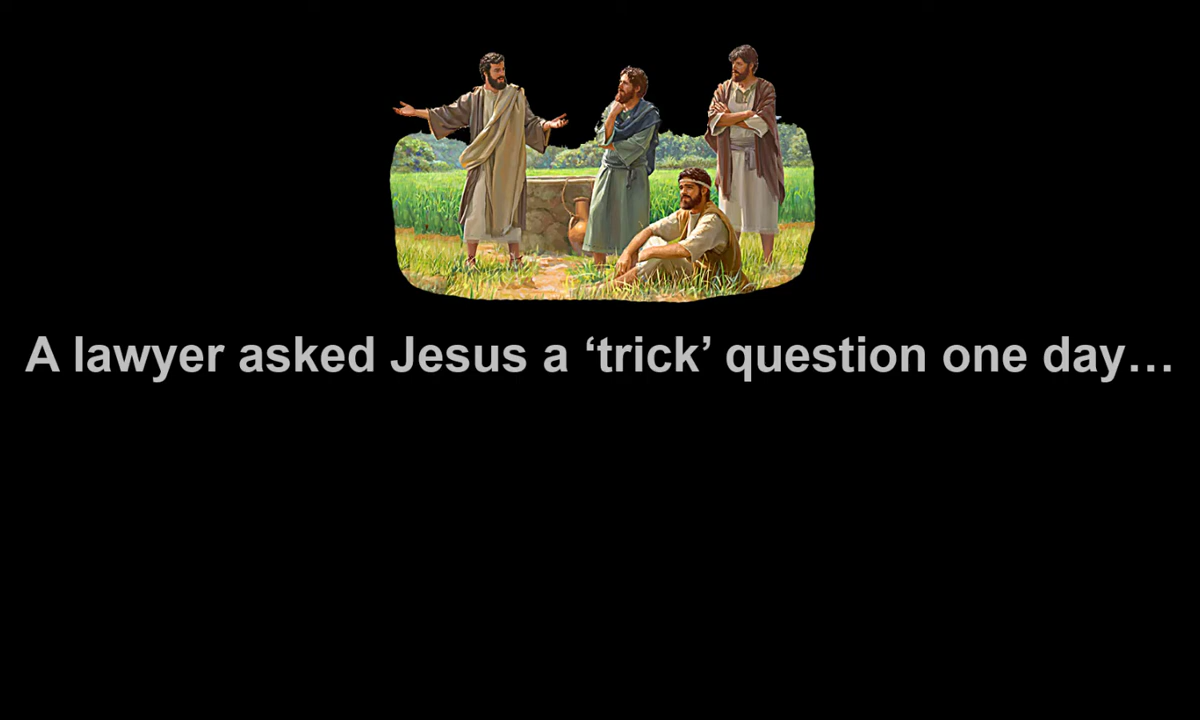 A lawyer asked Jesus a ‘trick’ question one day…